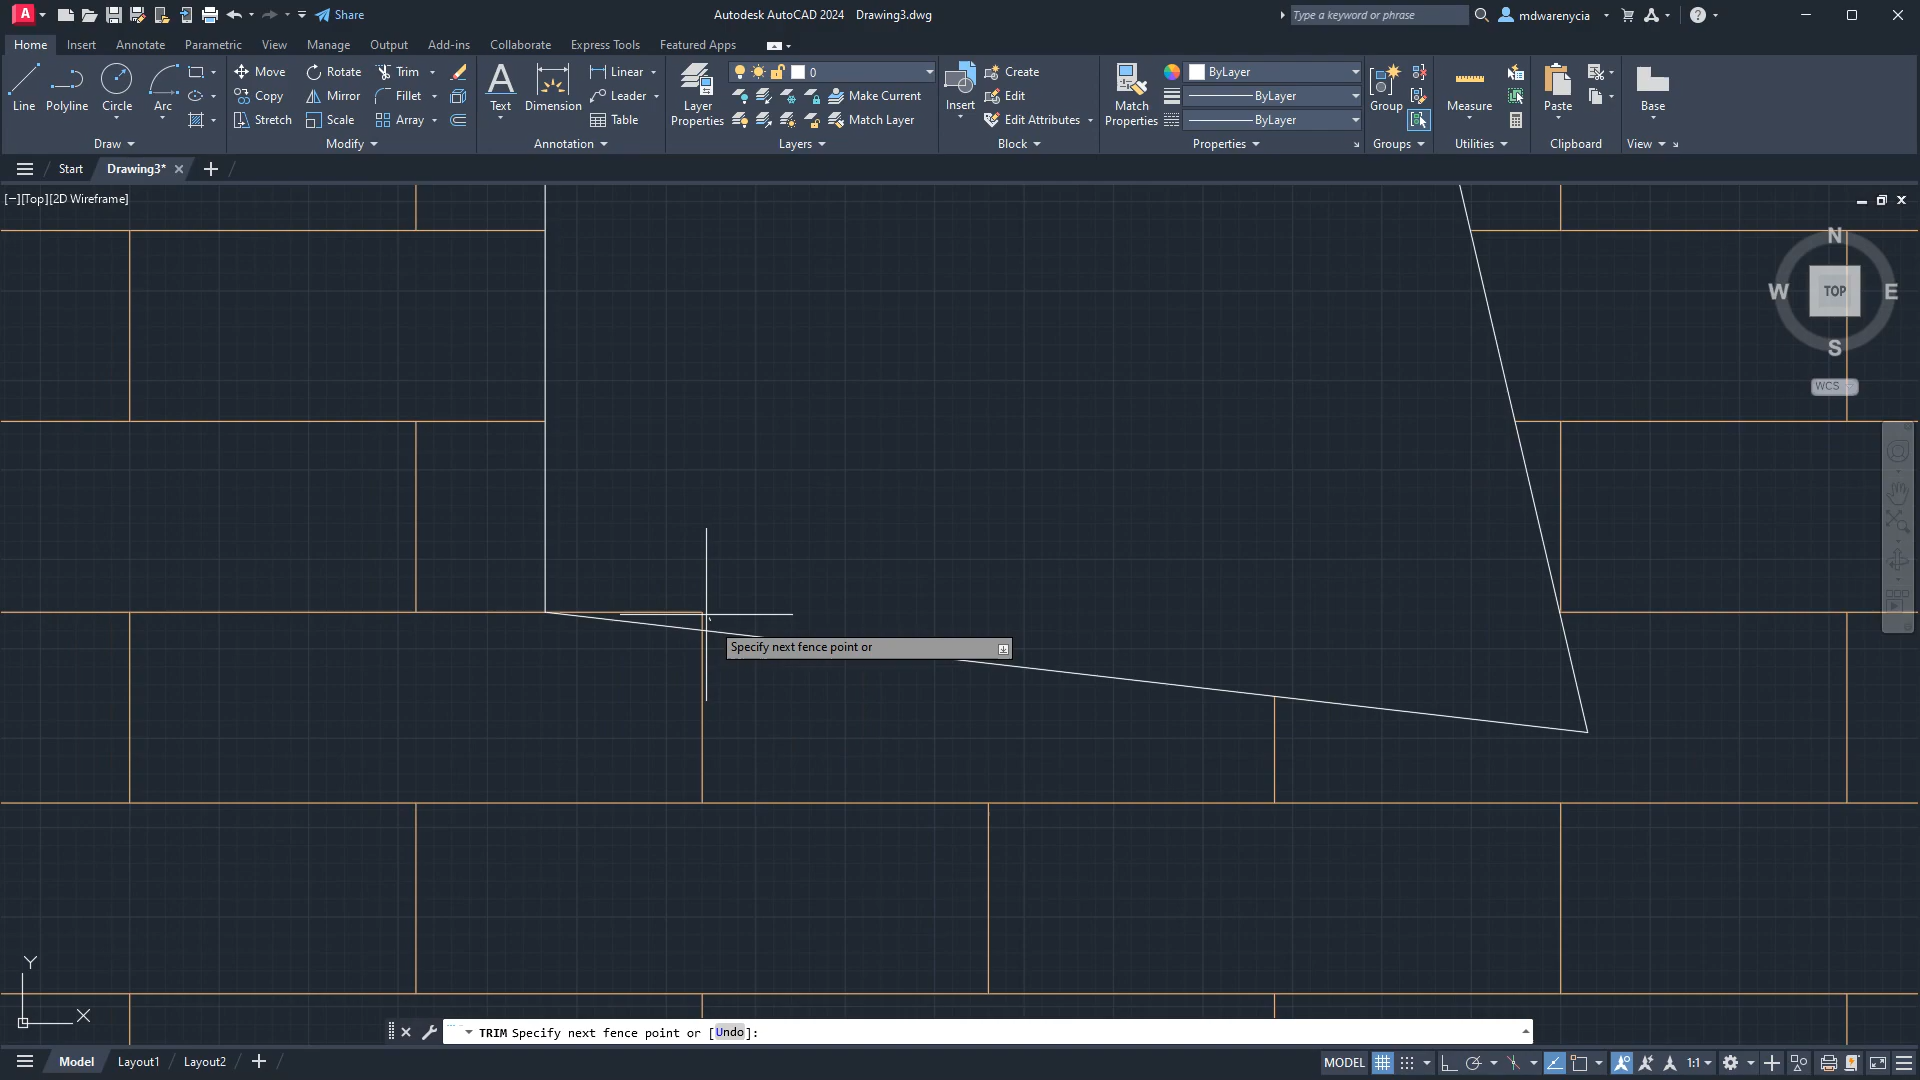 Share
Autodesk AutoCAD 2024 Drawing3.dwg
Type a keyword or phrase
mdwarenycia
Home Insert Annotate Parametric View Manage Output Add-ins Collaborate Express Tools Featured Apps
Line Polyline Circle Arc
Move Rotate Trim
Copy Mirror Fillet
Stretch Scale Array
Text Dimension
Linear
Leader
Table
Layer Properties
0
Make Current
Match Layer
Insert
Create
Edit
Edit Attributes
Match Properties
ByLayer
ByLayer
ByLayer
Group
Measure
Paste
Base
Draw Modify Annotation Layers Block Properties Groups Utilities Clipboard View
Start Drawing3*
[−][Top][2D Wireframe]
N
W TOP E
S
WCS
Specify next fence point or
Y
X
TRIM Specify next fence point or [Undo]:
Model Layout1 Layout2
MODEL
1:1